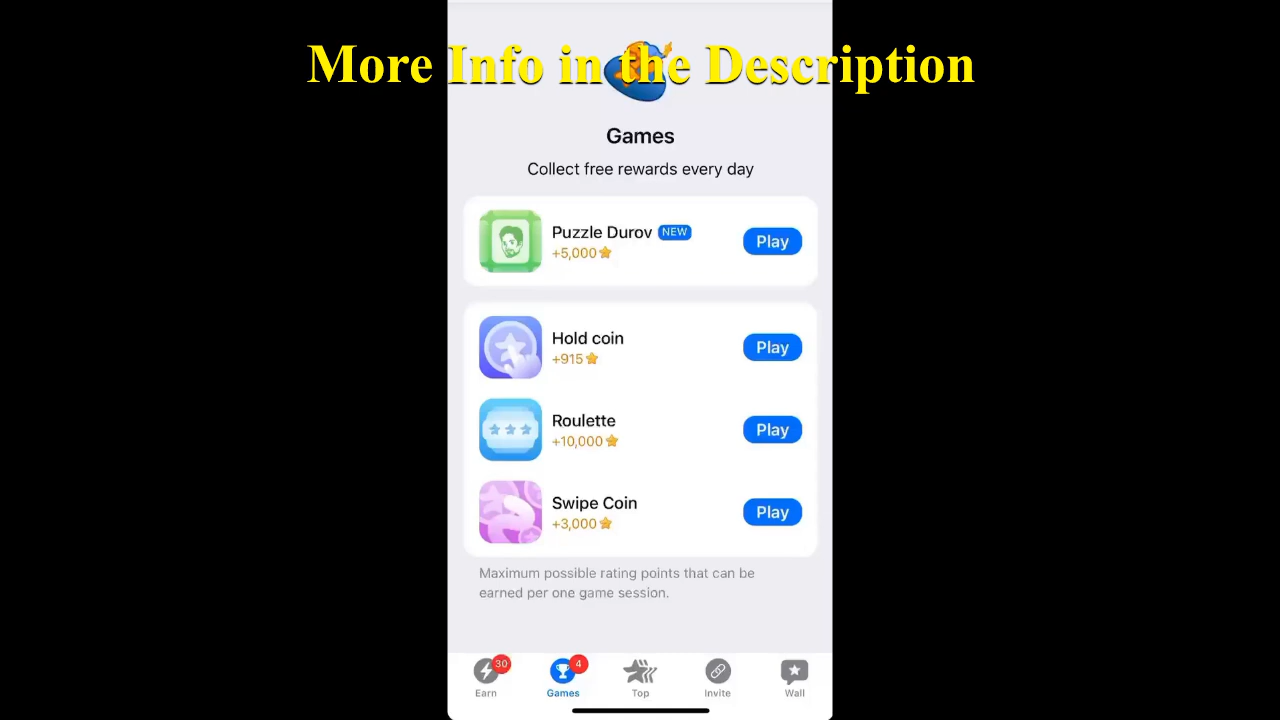 More Info in the Description
Games
Collect free rewards every day
Puzzle Durov NEW
+5,000
Play
Hold coin
+915
Play
Roulette
+10,000
Play
Swipe Coin
+3,000
Play
Maximum possible rating points that can be
earned per one game session.
30
4
Earn
Games
Top
Invite
Wall